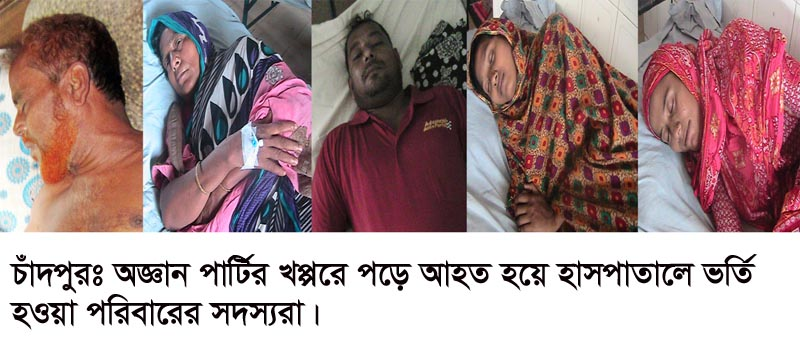 চাঁদপুরঃ অজ্ঞান পার্টির খপ্পরে পড়ে আহত হয়ে হাসপাতালে ভর্তি
হওয়া পরিবারের সদস্যরা।